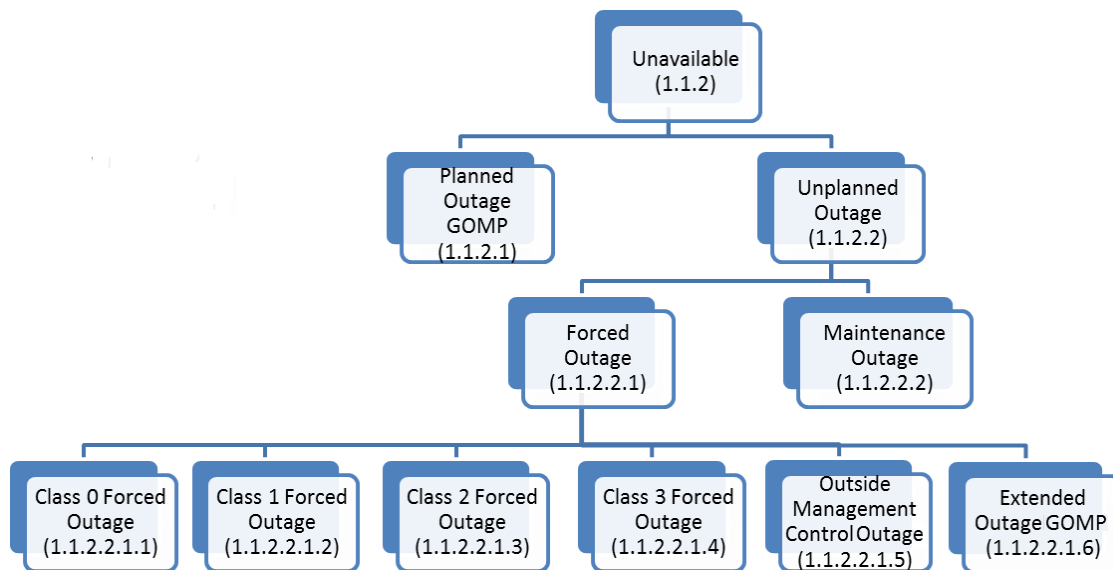 Unavailable
(1.1.2)
Planned
Outage
GOMP
(1.1.2.1)
Unplanned
Outage
(1.1.2.2)
Forced
Outage
(1.1.2.2.1)
Maintenance
Outage
(1.1.2.2.2)
Class 0 Forced
Outage
(1.1.2.2.1.1)
Class 1 Forced
Outage
(1.1.2.2.1.2)
Class 2 Forced
Outage
(1.1.2.2.1.3)
Class 3 Forced
Outage
(1.1.2.2.1.4)
Outside
Management
Control Outage
(1.1.2.2.1.5)
Extended
Outage GOMP
(1.1.2.2.1.6)